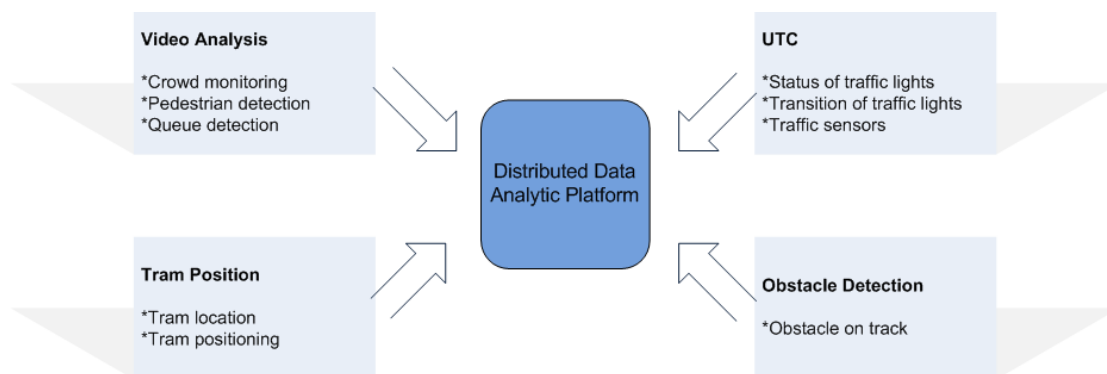 Video Analysis
*Crowd monitoring
*Pedestrian detection
*Queue detection
UTC
*Status of traffic lights
*Transition of traffic lights
*Traffic sensors
Distributed Data
Analytic Platform
Tram Position
*Tram location
*Tram positioning
Obstacle Detection
*Obstacle on track